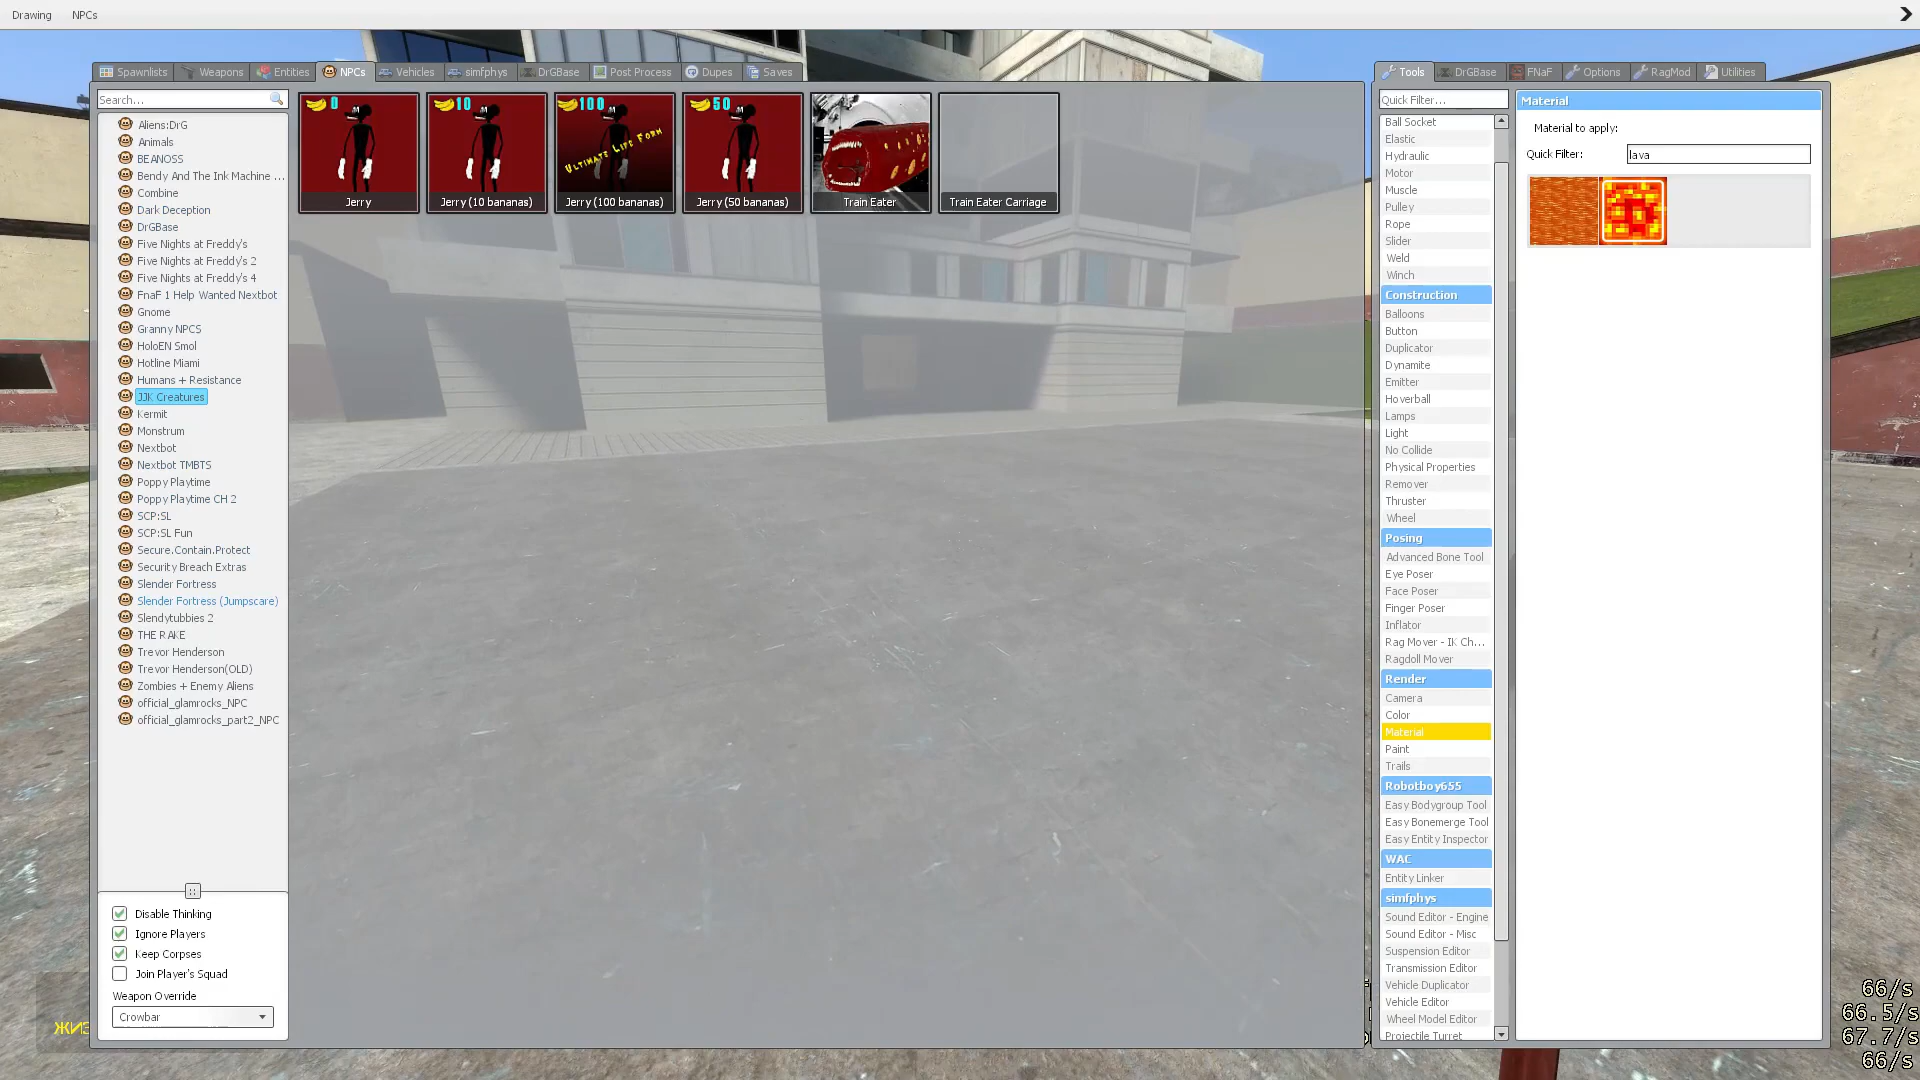 Drawing NPCs
Spawnlists Weapons Entities NPCs Vehicles simfphys DrGBase Post Process Dupes Saves
Search...
Aliens:DrG
Animals
BEANOSS
Bendy And The Ink Machine ...
Combine
Dark Deception
DrGBase
Five Nights at Freddy's
Five Nights at Freddy's 2
Five Nights at Freddy's 4
FnaF 1 Help Wanted Nextbot
Gnome
Granny NPCS
HoloEN Smol
Hotline Miami
Humans + Resistance
JJK Creatures
Kermit
Monstrum
Nextbot
Nextbot TMBTS
Poppy Playtime
Poppy Playtime CH 2
SCP:SL
SCP:SL Fun
Secure.Contain.Protect
Security Breach Extras
Slender Fortress
Slender Fortress (Jumpscare)
Slendytubbies 2
THE RAKE
Trevor Henderson
Trevor Henderson(OLD)
Zombies + Enemy Aliens
official_glamrocks_NPC
official_glamrocks_part2_NPC
Disable Thinking
Ignore Players
Keep Corpses
Join Player's Squad
Weapon Override
Crowbar
ЖИЗ
0
Jerry
10
Jerry (10 bananas)
100
ULTIMATE LIFE FORM
Jerry (100 bananas)
50
Jerry (50 bananas)
Train Eater
Train Eater Carriage
Tools DrGBase FNaF Options RagMod Utilities
Quick Filter...
Ball Socket
Elastic
Hydraulic
Motor
Muscle
Pulley
Rope
Slider
Weld
Winch
Construction
Balloons
Button
Duplicator
Dynamite
Emitter
Hoverball
Lamps
Light
No Collide
Physical Properties
Remover
Thruster
Wheel
Posing
Advanced Bone Tool
Eye Poser
Face Poser
Finger Poser
Inflator
Rag Mover - IK Ch...
Ragdoll Mover
Render
Camera
Color
Material
Paint
Trails
Robotboy655
Easy Bodygroup Tool
Easy Bonemerge Tool
Easy Entity Inspector
WAC
Entity Linker
simfphys
Sound Editor - Engine
Sound Editor - Misc
Suspension Editor
Transmission Editor
Vehicle Duplicator
Vehicle Editor
Wheel Model Editor
Projectile Turret
Material
Material to apply:
Quick Filter: lava
66/s
66.5/s
67.7/s
66/s